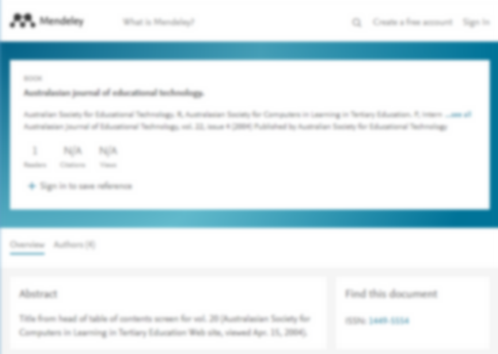 Mendeley
What is Mendeley?
Create a free account
Sign In
BOOK
Australasian journal of educational technology.
Australian Society for Educational Technology. R, Australasian Society for Computers in Learning in Tertiary Education. P, Intern ...see all
Australasian Journal of Educational Technology, vol. 22, issue 4 (2004) Published by Australian Society for Educational Technology
1 N/A N/A
Readers Citations Views
+ Sign in to save reference
Overview Authors (4)
Abstract
Title from head of table of contents screen for vol. 20 (Australasian Society for
Computers in Learning in Tertiary Education Web site, viewed Apr. 15, 2004).
Find this document
ISSN: 1449-5554